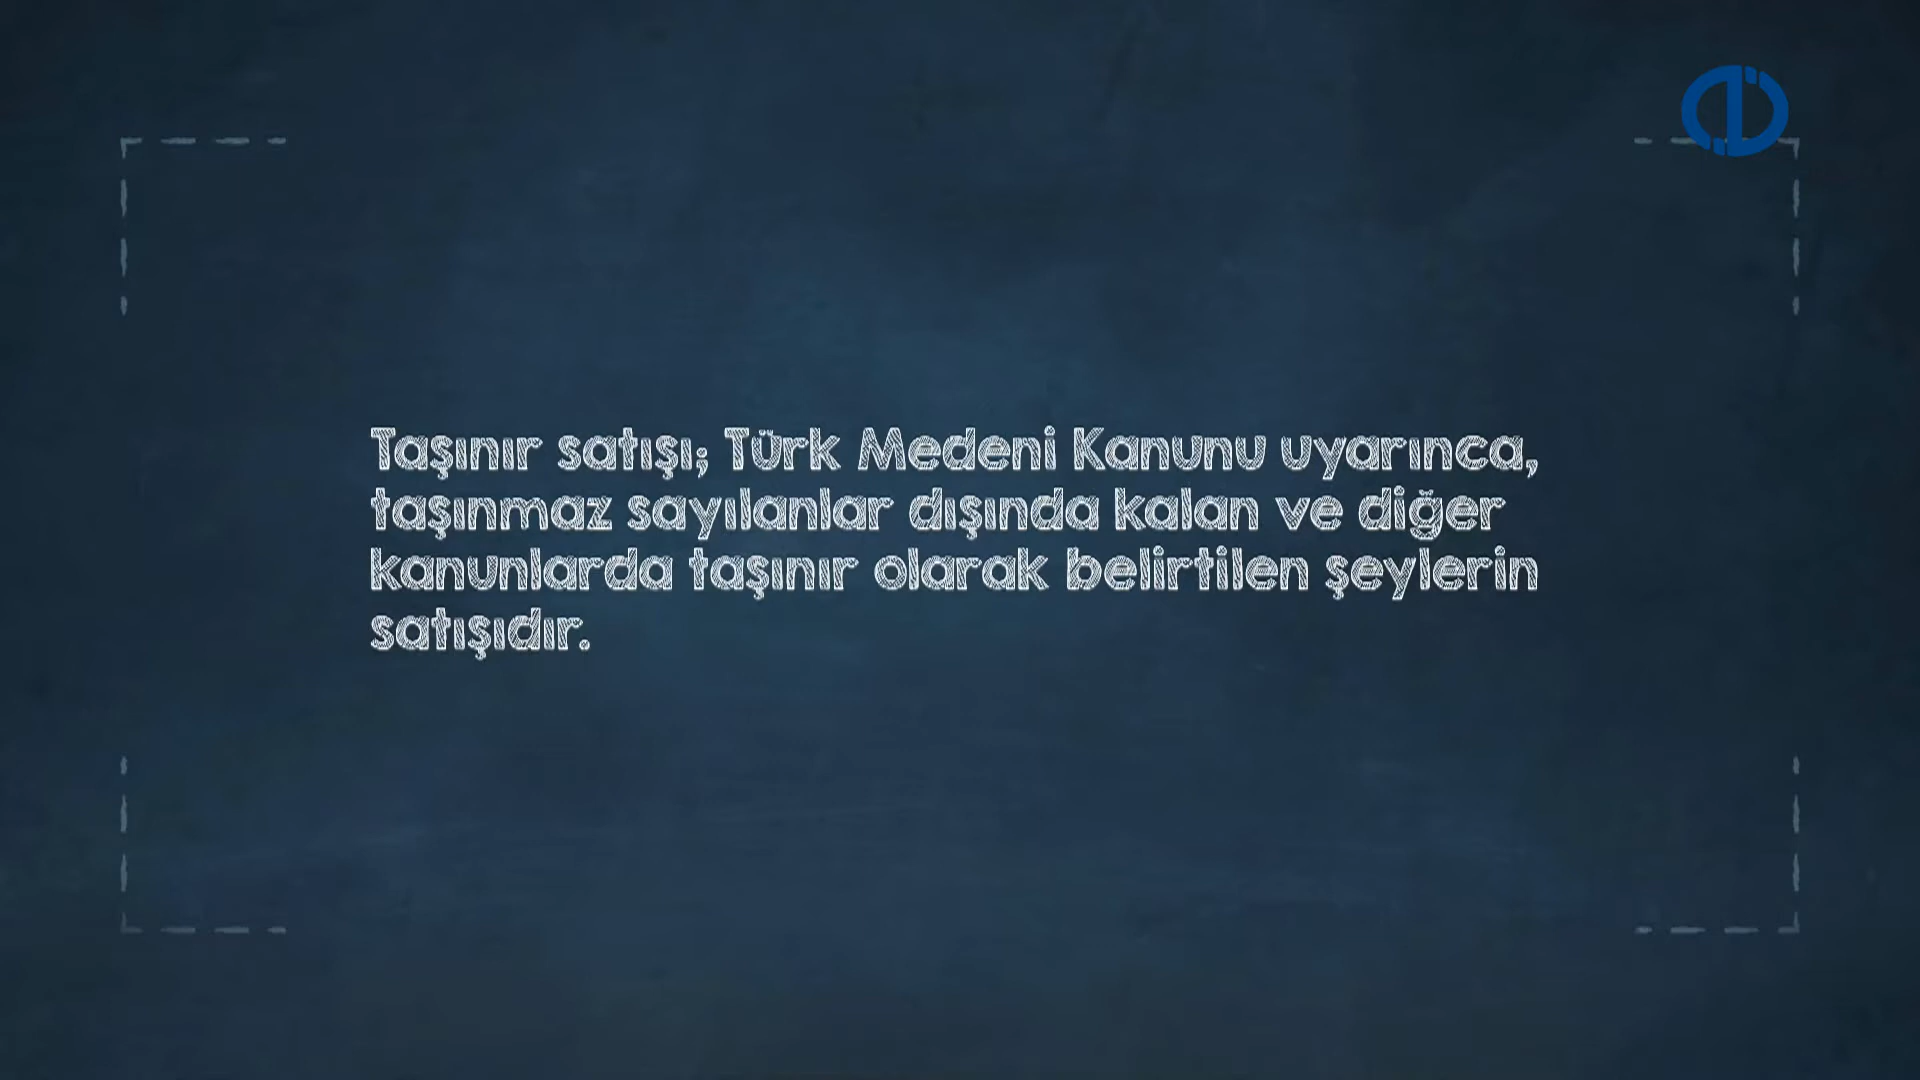 Taşınır satışı; Türk Medeni Kanunu uyarınca,
taşınmaz sayılanlar dışında kalan ve diğer
kanunlarda taşınır olarak belirtilen şeylerin
satışıdır.